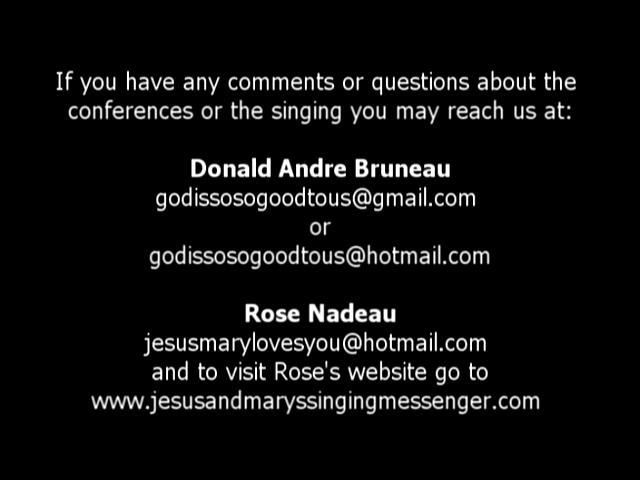 If you have any comments or questions about the
conferences or the singing you may reach us at:
Donald Andre Bruneau
godissosogoodtous@gmail.com
or
godissosogoodtous@hotmail.com
Rose Nadeau
jesusmarylovesyou@hotmail.com
and to visit Rose's website go to
www.jesusandmaryssingingmessenger.com